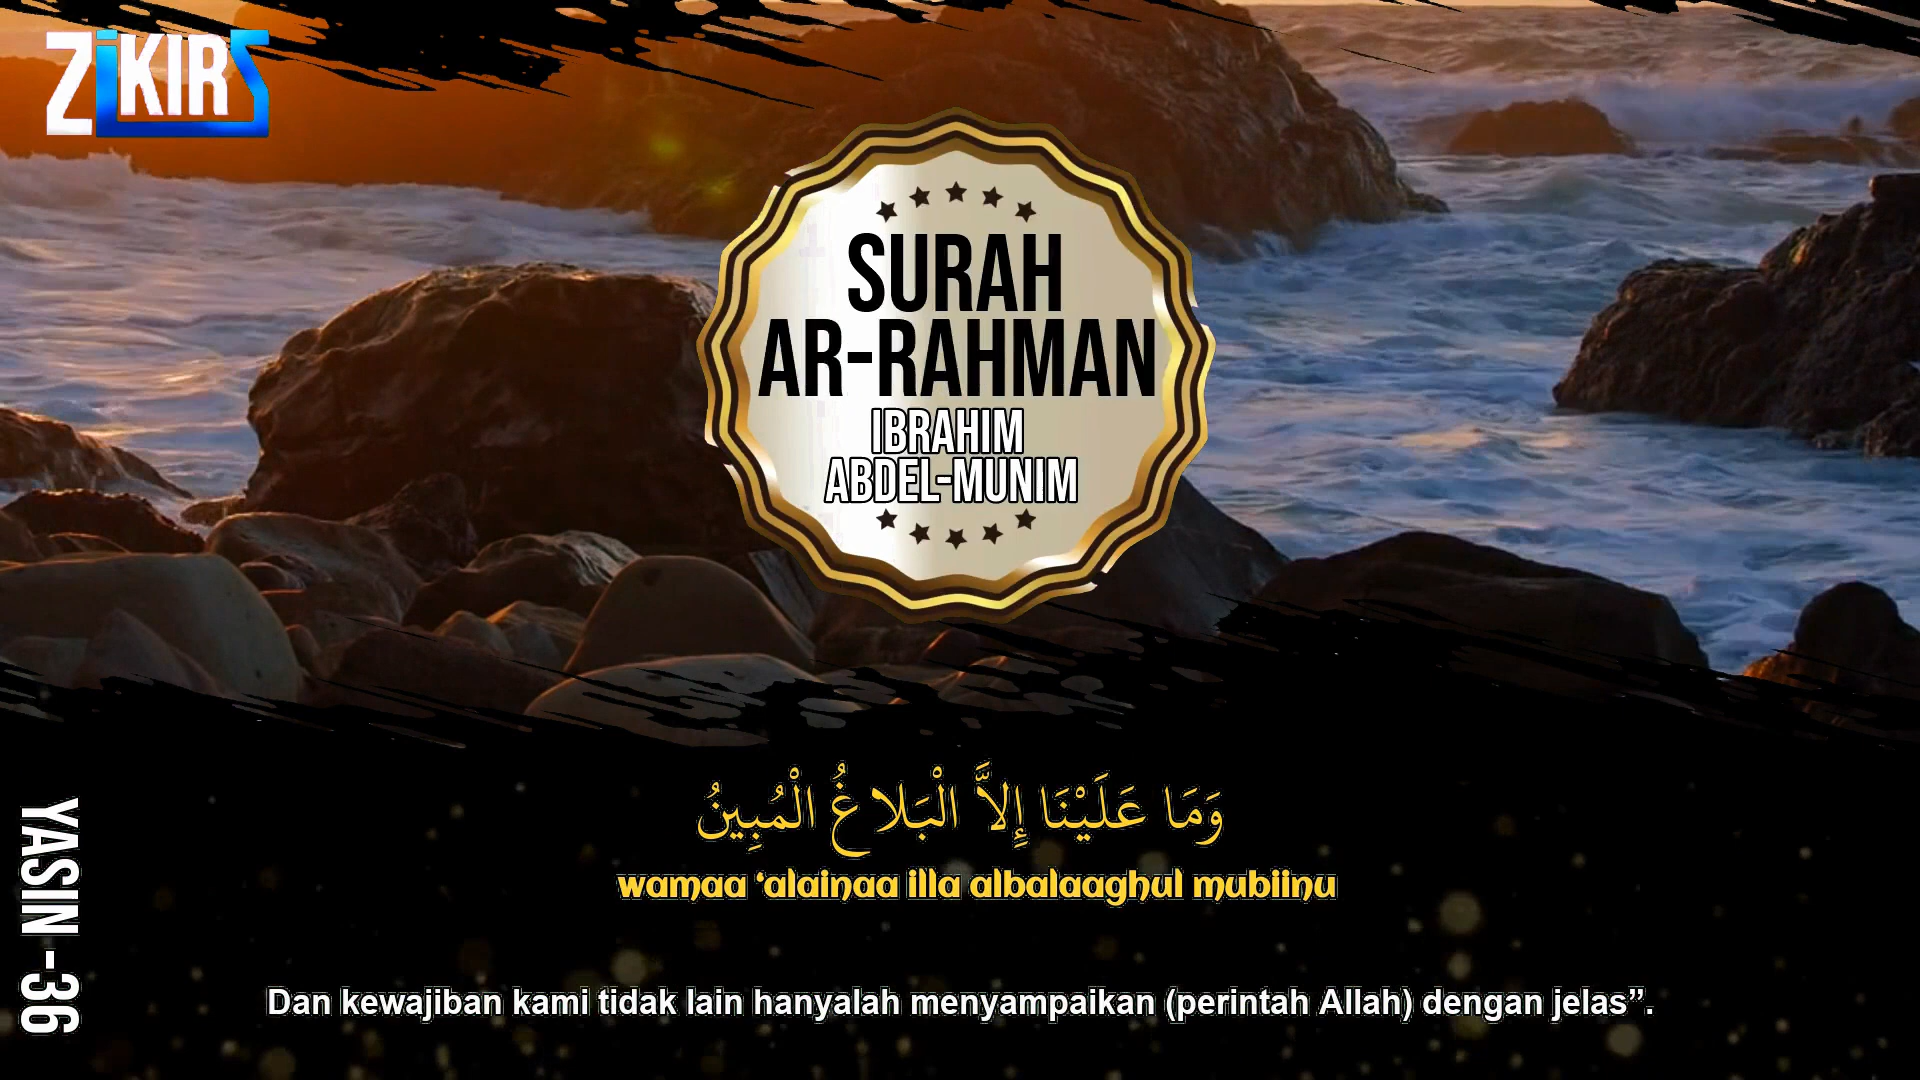 ZIKIRS
SURAH
AR-RAHMAN
IBRAHIM
ABDEL-MUNIM
وَمَا عَلَيْنَا إِلاَّ الْبَلاغُ الْمُبِينُ
wamaa ‘alainaa illa albalaaghul mubiinu
Dan kewajiban kami tidak lain hanyalah menyampaikan (perintah Allah) dengan jelas”.
YASIN -36